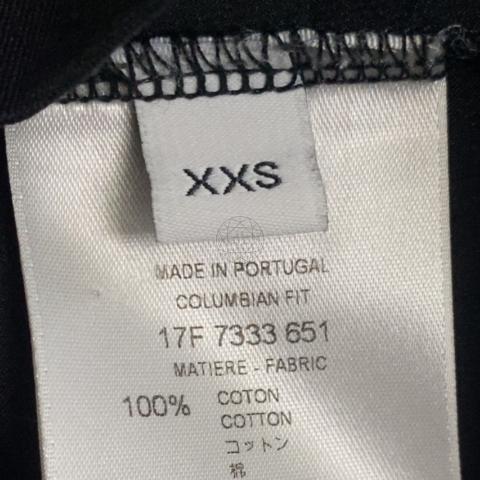 XXS
MADE IN PORTUGAL
COLUMBIAN FIT
17F 7333 651
MATIERE - FABRIC
100% COTON
COTTON
コットン
棉